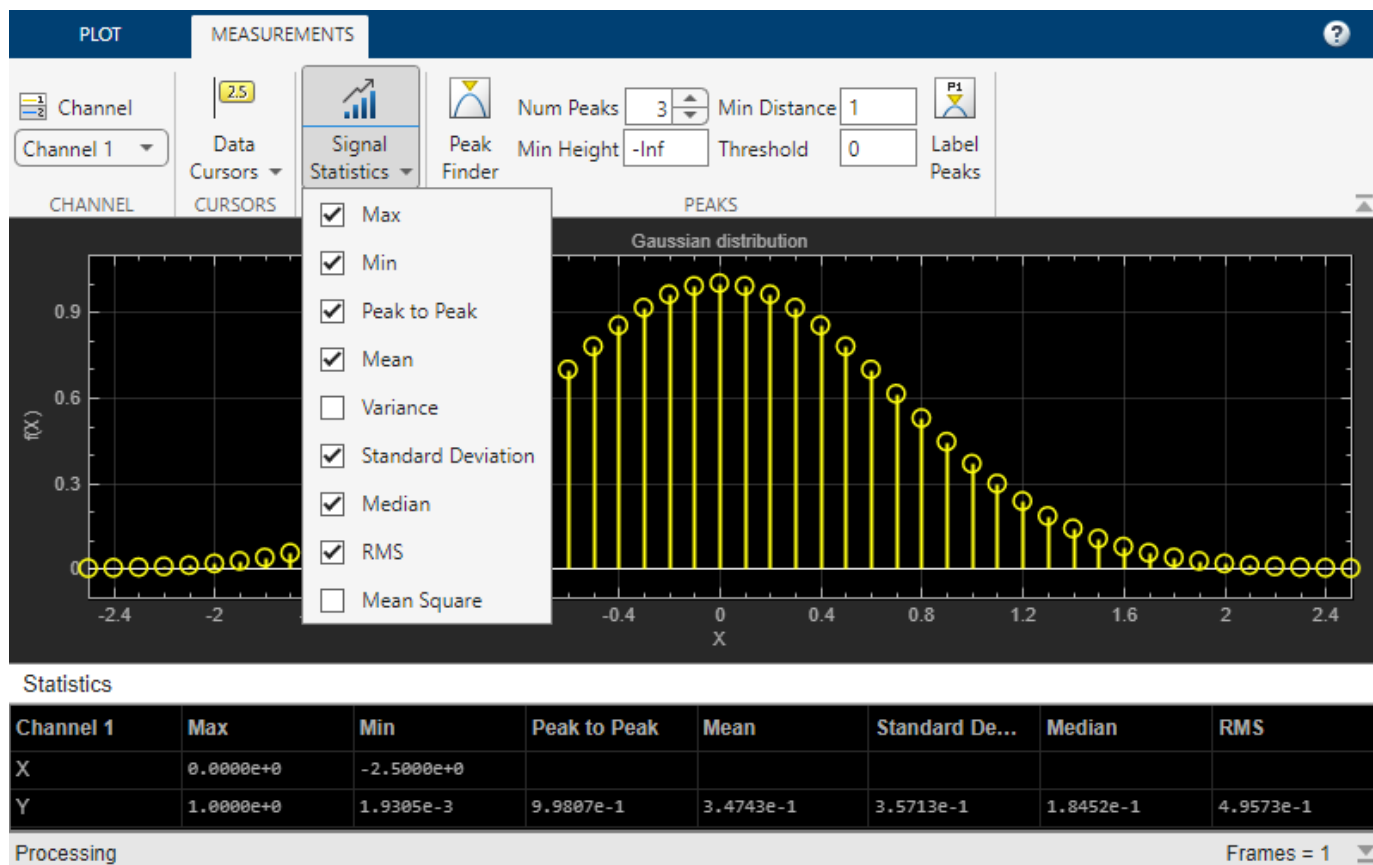 PLOT MEASUREMENTS ?
1 2 Channel
Channel 1
CHANNEL
2.5
Data
Cursors
CURSORS
Signal
Statistics
Peak
Finder
Num Peaks 3 Min Distance 1
Min Height -Inf Threshold 0
P1
Label
Peaks
PEAKS
Max
Min
Peak to Peak
Mean
Variance
Standard Deviation
Median
RMS
Mean Square
Gaussian distribution
f(X)
0.9
0.6
0.3
0
-2.4 -2 -0.4 0 0.4 0.8 1.2 1.6 2 2.4
X
Statistics
Channel 1 Max Min Peak to Peak Mean Standard De... Median RMS
X 0.0000e+0 -2.5000e+0
Y 1.0000e+0 1.9305e-3 9.9807e-1 3.4743e-1 3.5713e-1 1.8452e-1 4.9573e-1
Processing Frames = 1